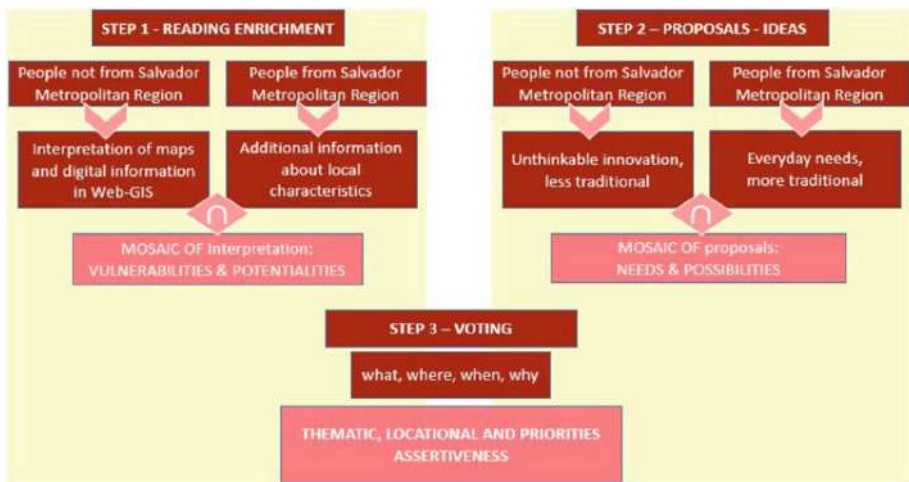 STEP 1 - READING ENRICHMENT
People not from Salvador
Metropolitan Region
People from Salvador
Metropolitan Region
Interpretation of maps
and digital information
in Web-GIS
Additional information
about local
characteristics
∩
MOSAIC OF Interpretation:
VULNERABILITIES & POTENTIALITIES
STEP 2 – PROPOSALS - IDEAS
People not from Salvador
Metropolitan Region
People from Salvador
Metropolitan Region
Unthinkable innovation,
less traditional
Everyday needs,
more traditional
∩
MOSAIC OF proposals:
NEEDS & POSSIBILITIES
STEP 3 – VOTING
what, where, when, why
THEMATIC, LOCATIONAL AND PRIORITIES
ASSERTIVENESS